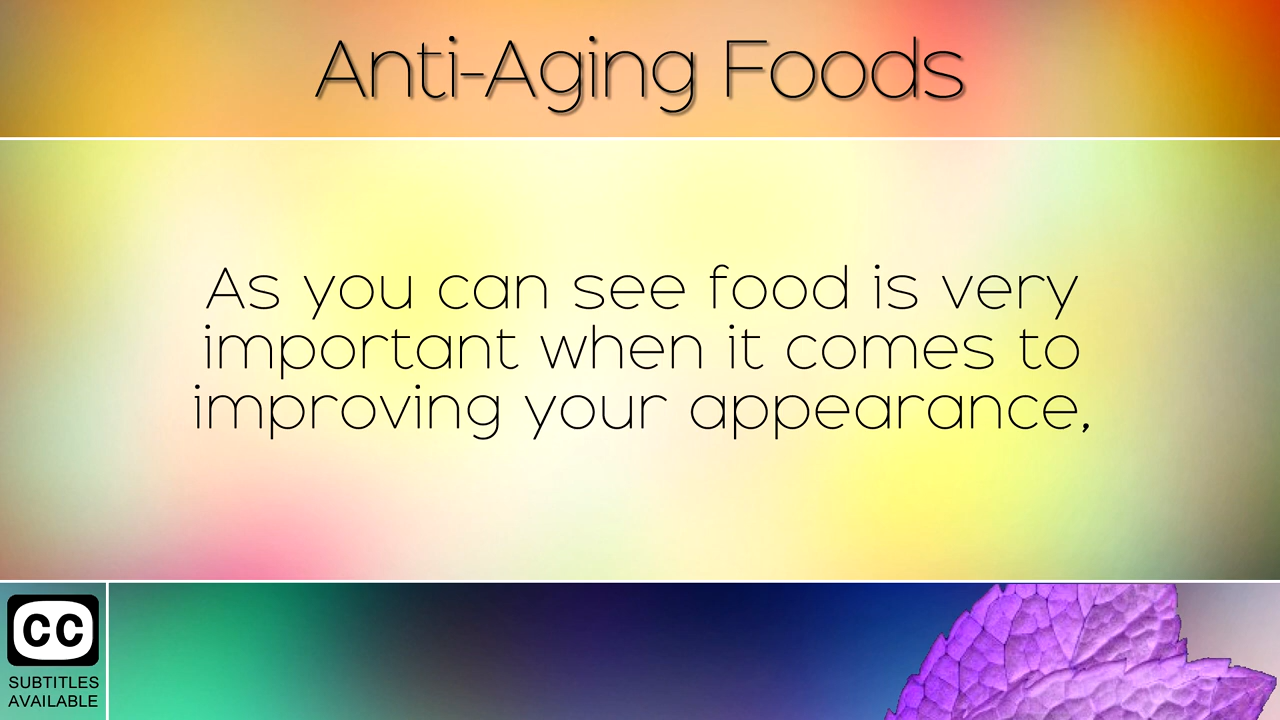 Anti-Aging Foods
As you can see food is very
important when it comes to
improving your appearance,
CC
SUBTITLES
AVAILABLE